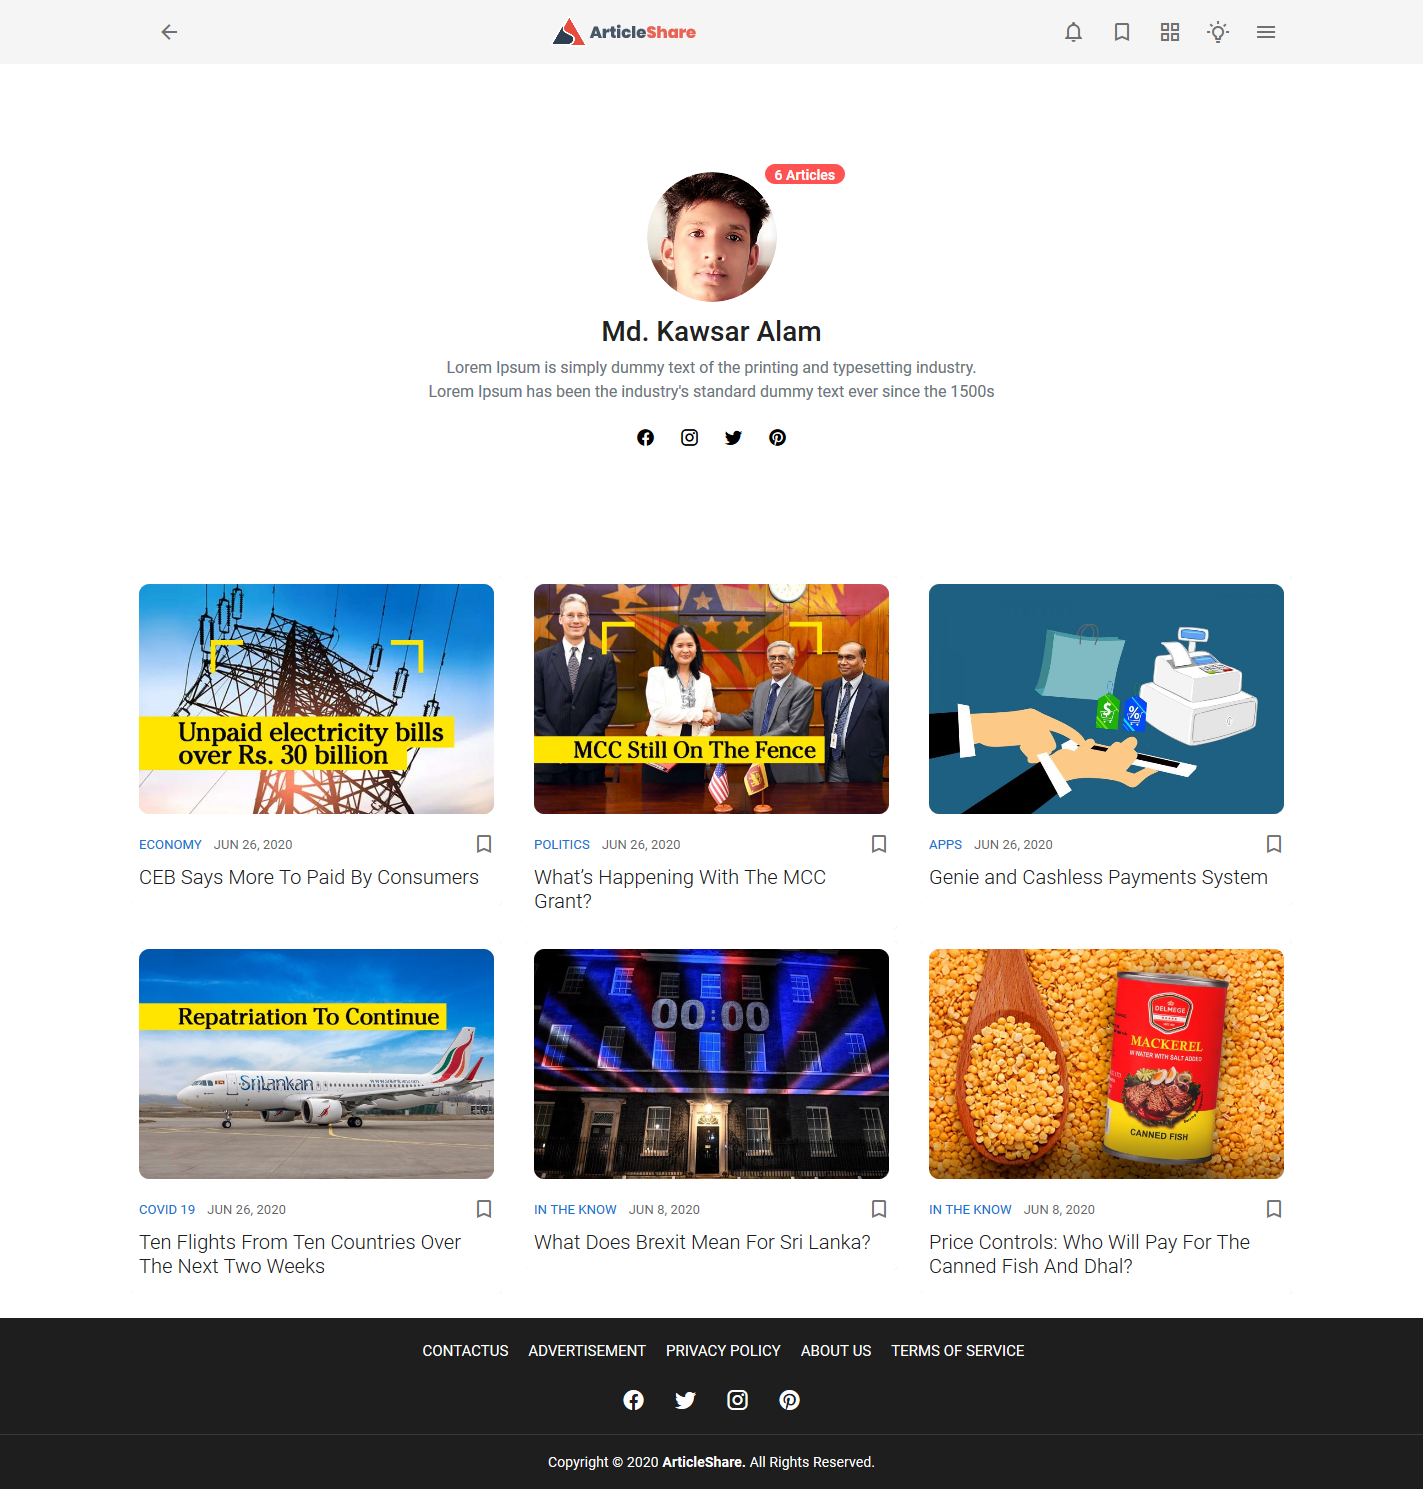 ArticleShare
6 Articles
Md. Kawsar Alam
Lorem Ipsum is simply dummy text of the printing and typesetting industry.
Lorem Ipsum has been the industry's standard dummy text ever since the 1500s
Unpaid electricity bills
over Rs. 30 billion
MCC Still On The Fence
$
%
ECONOMY JUN 26, 2020
CEB Says More To Paid By Consumers
POLITICS JUN 26, 2020
What's Happening With The MCC
Grant?
APPS JUN 26, 2020
Genie and Cashless Payments System
Repatriation To Continue
SriLankan
00:00
DELMEGE
MACKEREL
IN WATER WITH SALT ADDED
CANNED FISH
COVID 19 JUN 26, 2020
Ten Flights From Ten Countries Over
The Next Two Weeks
IN THE KNOW JUN 8, 2020
What Does Brexit Mean For Sri Lanka?
IN THE KNOW JUN 8, 2020
Price Controls: Who Will Pay For The
Canned Fish And Dhal?
CONTACTUS ADVERTISEMENT PRIVACY POLICY ABOUT US TERMS OF SERVICE
Copyright © 2020 ArticleShare. All Rights Reserved.